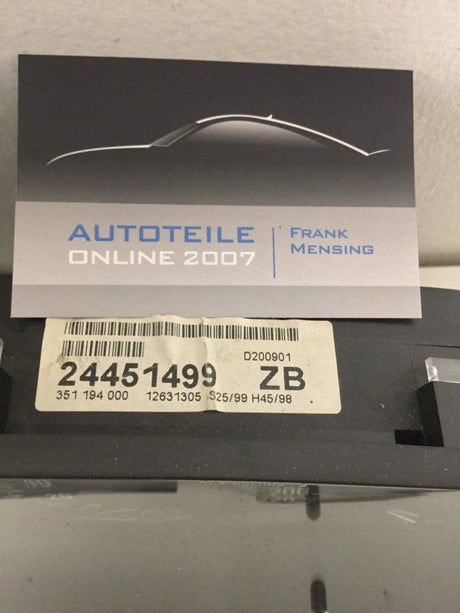 AUTOTEILE
ONLINE 2007
FRANK
MENSING
D200901
24451499 ZB
351 194 000 12631305 S25/99 H45/98